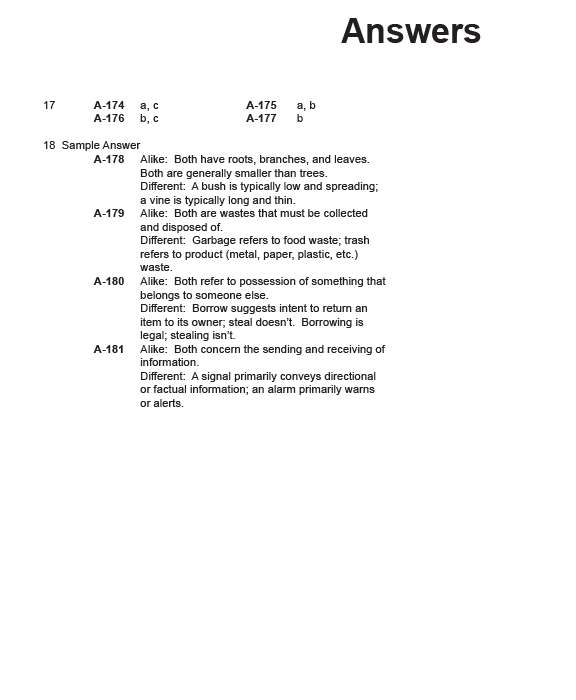 Answers
17 A-174 a, c A-175 a, b
A-176 b, c A-177 b
18 Sample Answer
A-178 Alike: Both have roots, branches, and leaves.
Both are generally smaller than trees.
Different: A bush is typically low and spreading;
a vine is typically long and thin.
A-179 Alike: Both are wastes that must be collected
and disposed of.
Different: Garbage refers to food waste; trash
refers to product (metal, paper, plastic, etc.)
waste.
A-180 Alike: Both refer to possession of something that
belongs to someone else.
Different: Borrow suggests intent to return an
item to its owner; steal doesn't. Borrowing is
legal; stealing isn't.
A-181 Alike: Both concern the sending and receiving of
information.
Different: A signal primarily conveys directional
or factual information; an alarm primarily warns
or alerts.